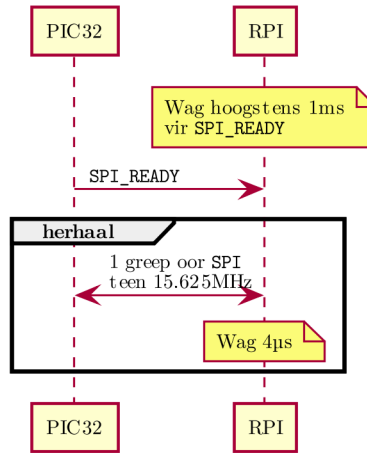 PIC32 RPI
Wag hoogstens 1ms
vir SPI_READY
SPI_READY
herhaal
1 greep oor SPI
teen 15.625MHz
Wag 4µs
PIC32 RPI